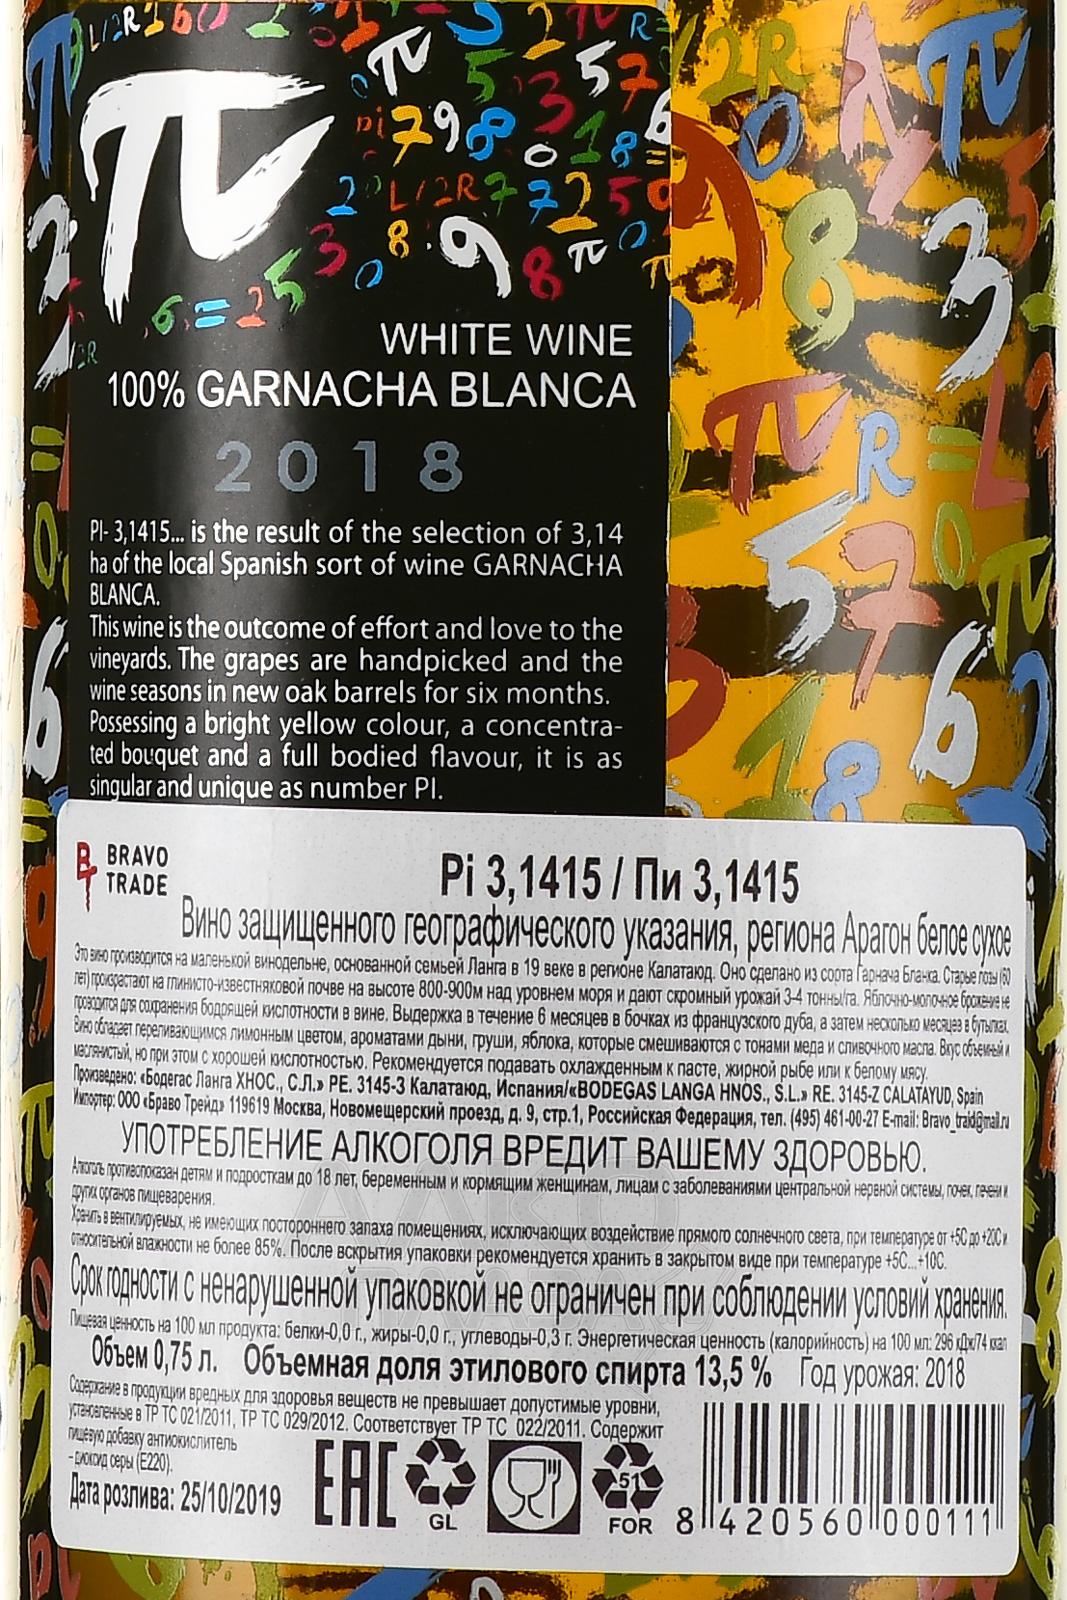 WHITE WINE
100% GARNACHA BLANCA
2018
PI- 3,1415... is the result of the selection of 3,14
ha of the local Spanish sort of wine GARNACHA
BLANCA.
This wine is the outcome of effort and love to the
vineyards. The grapes are handpicked and the
wine seasons in new oak barrels for six months.
Possessing a bright yellow colour, a concentra-
ted bouquet and a full bodied flavour, it is as
singular and unique as number PI.
BRAVO
TRADE
Pi 3,1415 / Пи 3,1415
Вино защищенного географического указания, региона Арагон белое сухое
Это вино производится на маленькой винодельне, основанной семьей Ланга в 19 веке в регионе Калатаюд. Оно сделано из сорта Гарнача Бланка. Старые лозы (60
лет) произрастают на глинисто-известняковой почве на высоте 800-900м над уровнем моря и дают скромный урожай 3-4 тонны/га. Яблочно-молочное брожение не
проводится для сохранения бодрящей кислотности в вине. Выдержка в течение 6 месяцев в бочках из французского дуба, а затем несколько месяцев в бутылках.
Вино обладает переливающимся лимонным цветом, ароматами дыни, груши, яблока, которые смешиваются с тонами меда и сливочного масла. Вкус объемный и
маслянистый, но при этом с хорошей кислотностью. Рекомендуется подавать охлажденным к пасте, жирной рыбе или к белому мясу.
Произведено: «Бодегас Ланга ХНОС., С.Л.» РЕ. 3145-З Калатаюд, Испания/«BODEGAS LANGA HNOS., S.L.» RE. 3145-Z CALATAYUD, Spain
Импортер: ООО «Браво Трейд» 119619 Москва, Новомещерский проезд, д. 9, стр.1, Российская Федерация, тел. (495) 461-00-27 E-mail: Bravo_traid@mail.ru
УПОТРЕБЛЕНИЕ АЛКОГОЛЯ ВРЕДИТ ВАШЕМУ ЗДОРОВЬЮ.
Алкоголь противопоказан детям и подросткам до 18 лет, беременным и кормящим женщинам, лицам с заболеваниями центральной нервной системы, почек, печени и
других органов пищеварения.
Хранить в вентилируемых, не имеющих постороннего запаха помещениях, исключающих воздействие прямого солнечного света, при температуре от +5С до +20С и
относительной влажности не более 85%. После вскрытия упаковки рекомендуется хранить в закрытом виде при температуре +5С...+10С.
Срок годности с ненарушенной упаковкой не ограничен при соблюдении условий хранения.
Пищевая ценность на 100 мл продукта: белки-0,0 г., жиры-0,0 г., углеводы-0,3 г. Энергетическая ценность (калорийность) на 100 мл: 296 кДж/74 ккал
Объем 0,75 л. Объемная доля этилового спирта 13,5 % Год урожая: 2018
Содержание в продукции вредных для здоровья веществ не превышает допустимые уровни,
установленные в ТР ТС 021/2011, ТР ТС 029/2012. Соответствует ТР ТС 022/2011. Содержит
пищевую добавку антиокислитель
- диоксид серы (Е220).
Дата розлива: 25/10/2019
EAC
GL
51
FOR
8 420560 000111